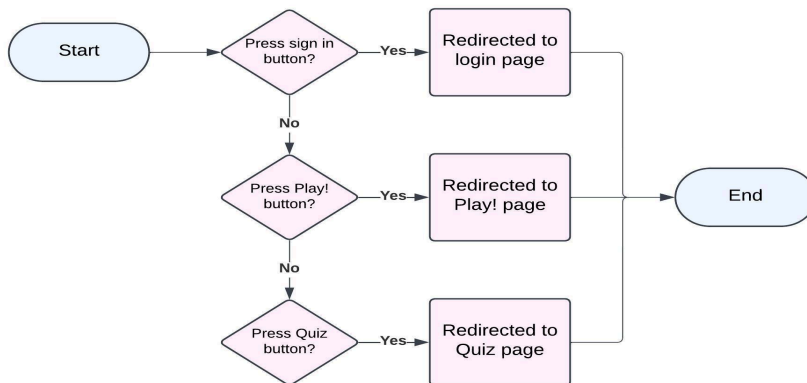 Start
Press sign in
button?
Yes
Redirected to
login page
No
Press Play!
button?
Yes
Redirected to
Play! page
End
No
Press Quiz
button?
Yes
Redirected to
Quiz page